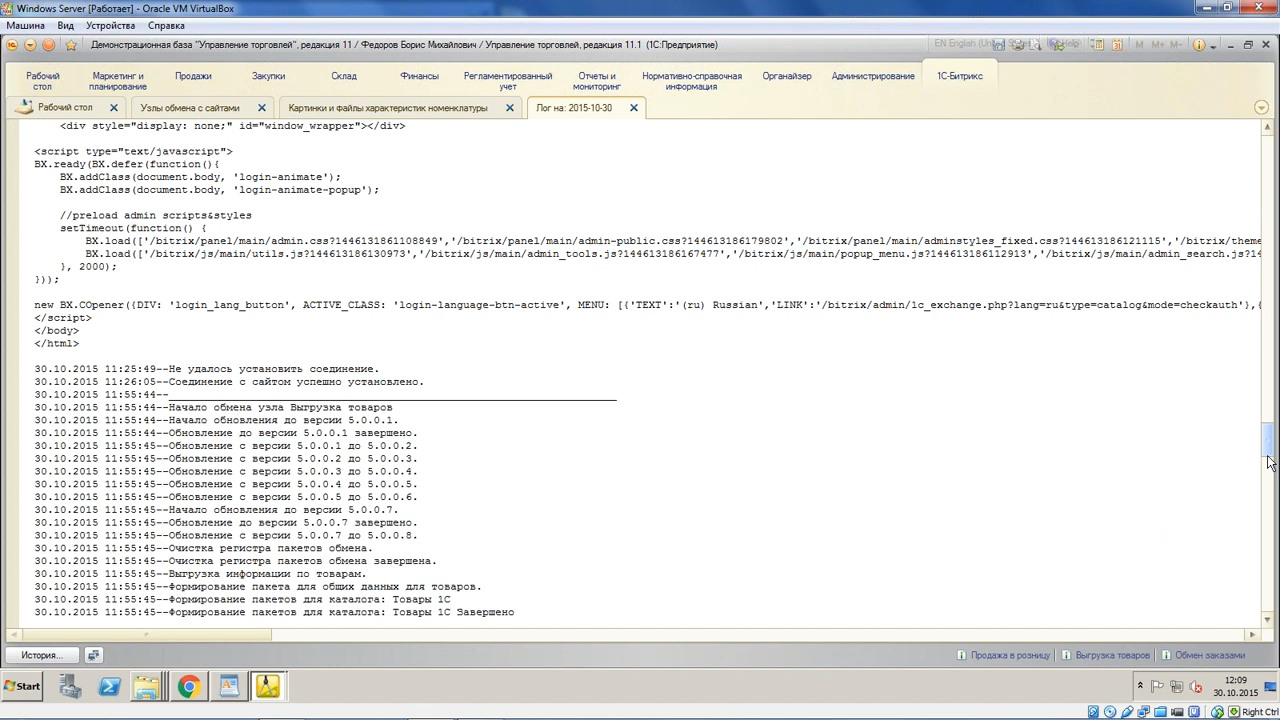 Windows Server [Работает] - Oracle VM VirtualBox
Машина Вид Устройства Справка
Демонстрационная база "Управление торговлей", редакция 11 / Федоров Борис Михайлович / Управление торговлей, редакция 11.1 (1С:Предприятие)
EN English (Un Help
M M+ M-
Рабочий стол
Маркетинг и планирование
Продажи
Закупки
Склад
Финансы
Регламентированный учет
Отчеты и мониторинг
Нормативно-справочная информация
Органайзер
Администрирование
1С-Битрикс
Рабочий стол
Узлы обмена с сайтами
Картинки и Файлы характеристик номенклатуры
Лог на: 2015-10-30
<div style="display: none;" id="window_wrapper"></div>
<script type="text/javascript">
BX.ready(BX.defer(function(){
BX.addClass(document.body, 'login-animate');
BX.addClass(document.body, 'login-animate-popup');
//preload admin scripts&styles
setTimeout(function() {
BX.load(['/bitrix/panel/main/admin.css?1446131861108849','/bitrix/panel/main/admin-public.css?144613186179802','/bitrix/panel/main/adminstyles_fixed.css?144613186121115','/bitrix/theme
BX.load(['/bitrix/js/main/utils.js?144613186130973','/bitrix/js/main/admin_tools.js?144613186167477','/bitrix/js/main/popup_menu.js?144613186112913','/bitrix/js/main/admin_search.js?14
}, 2000);
}));
new BX.COpener({DIV: 'login_lang_button', ACTIVE_CLASS: 'login-language-btn-active', MENU: [{'TEXT':'(ru) Russian','LINK':'/bitrix/admin/1c_exchange.php?lang=ru&type=catalog&mode=checkauth'},{
</script>
</body>
</html>
30.10.2015 11:25:49--Не удалось установить соединение.
30.10.2015 11:26:05--Соединение с сайтом успешно установлено.
30.10.2015 11:55:44--
30.10.2015 11:55:44--Начало обмена узла Выгрузка товаров
30.10.2015 11:55:44--Начало обновления до версии 5.0.0.1.
30.10.2015 11:55:44--Обновление до версии 5.0.0.1 завершено.
30.10.2015 11:55:45--Обновление с версии 5.0.0.1 до 5.0.0.2.
30.10.2015 11:55:45--Обновление с версии 5.0.0.2 до 5.0.0.3.
30.10.2015 11:55:45--Обновление с версии 5.0.0.3 до 5.0.0.4.
30.10.2015 11:55:45--Обновление с версии 5.0.0.4 до 5.0.0.5.
30.10.2015 11:55:45--Обновление с версии 5.0.0.5 до 5.0.0.6.
30.10.2015 11:55:45--Начало обновления до версии 5.0.0.7.
30.10.2015 11:55:45--Обновление до версии 5.0.0.7 завершено.
30.10.2015 11:55:45--Обновление с версии 5.0.0.7 до 5.0.0.8.
30.10.2015 11:55:45--Очистка регистра пакетов обмена.
30.10.2015 11:55:45--Очистка регистра пакетов обмена завершена.
30.10.2015 11:55:45--Выгрузка информации по товарам.
30.10.2015 11:55:45--Формирование пакета для общих данных для товаров.
30.10.2015 11:55:45--Формирование пакетов для каталога: Товары 1С
30.10.2015 11:55:45--Формирование пакетов для каталога: Товары 1С Завершено
История...
Продажа в розницу
Выгрузка товаров
Обмен заказами
Start
12:09
30.10.2015
Right Ctrl